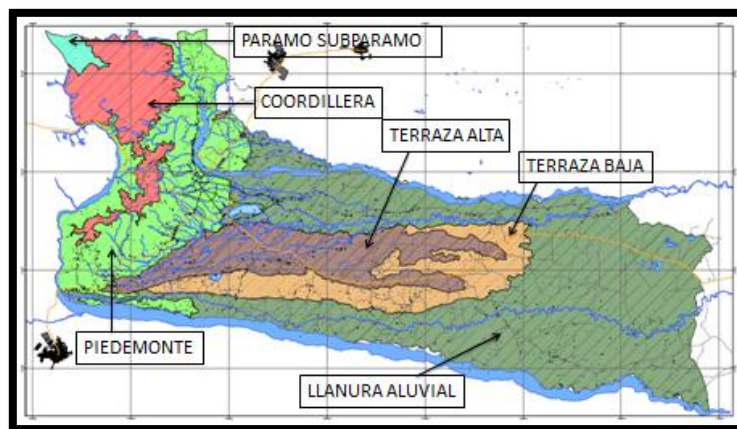 PARAMO SUBPARAMO
COORDILLERA
TERRAZA ALTA
TERRAZA BAJA
PIEDEMONTE
LLANURA ALUVIAL